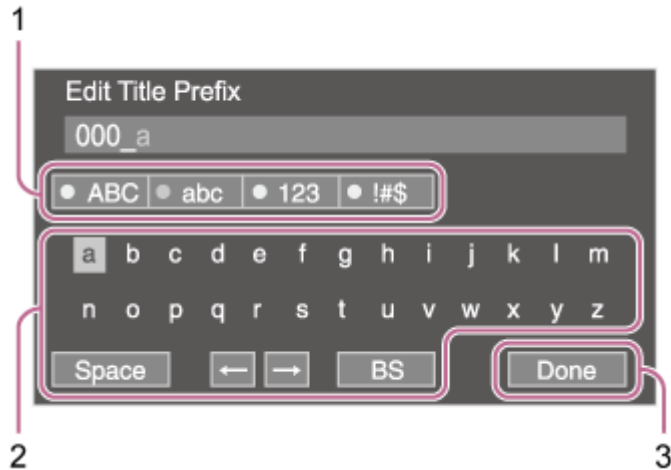 1
Edit Title Prefix
000_a
ABC abc 123 !#$
a b c d e f g h i j k l m
n o p q r s t u v w x y z
Space ← → BS Done
2 3